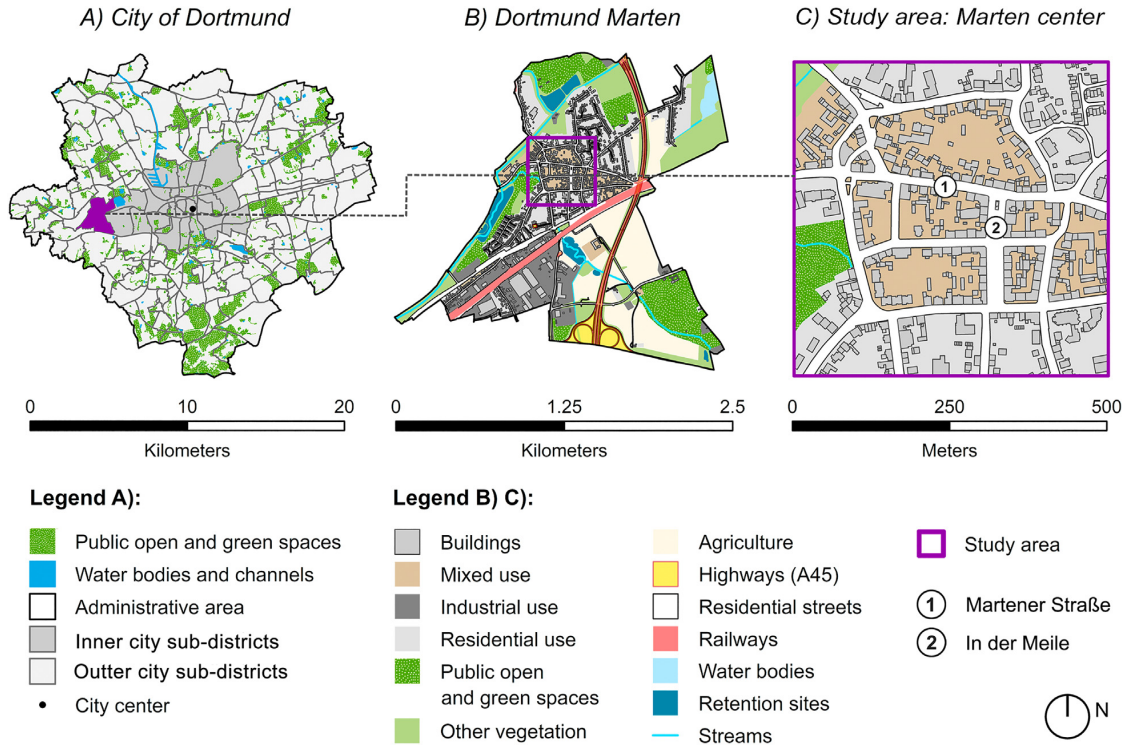 A) City of Dortmund
B) Dortmund Marten
C) Study area: Marten center
1
2
0 10 20
Kilometers
0 1.25 2.5
Kilometers
0 250 500
Meters
Legend A):
Public open and green spaces
Water bodies and channels
Administrative area
Inner city sub-districts
Outter city sub-districts
City center
Legend B) C):
Buildings
Mixed use
Industrial use
Residential use
Public open
and green spaces
Other vegetation
Agriculture
Highways (A45)
Residential streets
Railways
Water bodies
Retention sites
Streams
Study area
1 Martener Straße
2 In der Meile
N